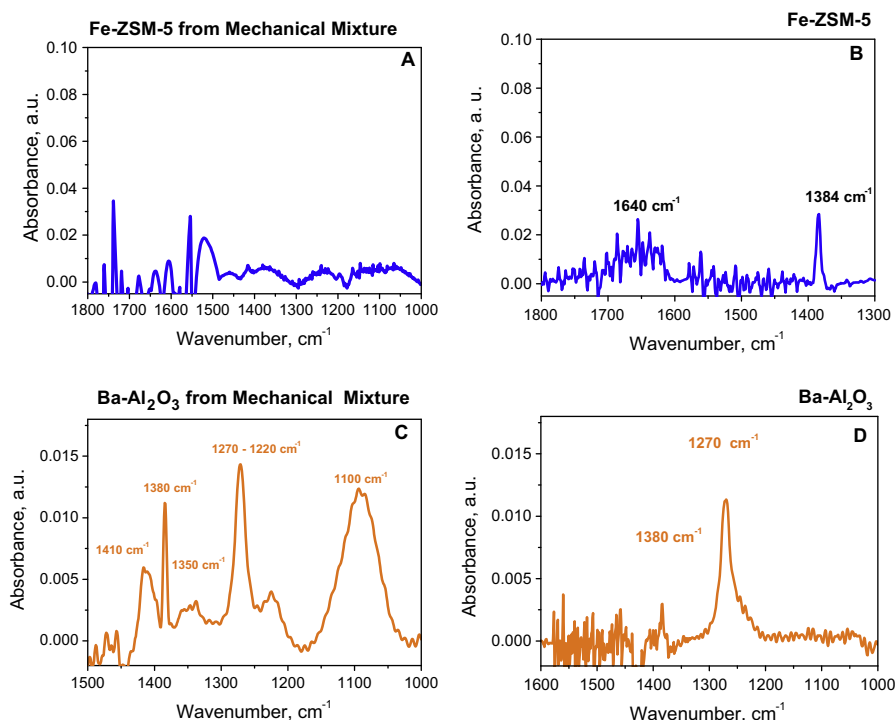 Fe-ZSM-5 from Mechanical Mixture
A
0.10
0.08
0.06
0.04
0.02
0.00
Absorbance, a.u.
1800 1700 1600 1500 1400 1300 1200 1100 1000
Wavenumber, cm⁻¹
Fe-ZSM-5
B
0.10
0.08
0.06
0.04
0.02
0.00
Absorbance, a. u.
1640 cm⁻¹
1384 cm⁻¹
1800 1700 1600 1500 1400 1300
Wavenumber, cm⁻¹
Ba-Al₂O₃ from Mechanical Mixture
C
0.015
0.010
0.005
0.000
Absorbance, a.u.
1270 - 1220 cm⁻¹
1380 cm⁻¹
1100 cm⁻¹
1410 cm⁻¹
1350 cm⁻¹
1500 1400 1300 1200 1100 1000
Wavenumber, cm⁻¹
Ba-Al₂O₃
D
0.015
0.010
0.005
0.000
Absorbance, a.u.
1270 cm⁻¹
1380 cm⁻¹
1600 1500 1400 1300 1200 1100 1000
Wavenumber, cm⁻¹